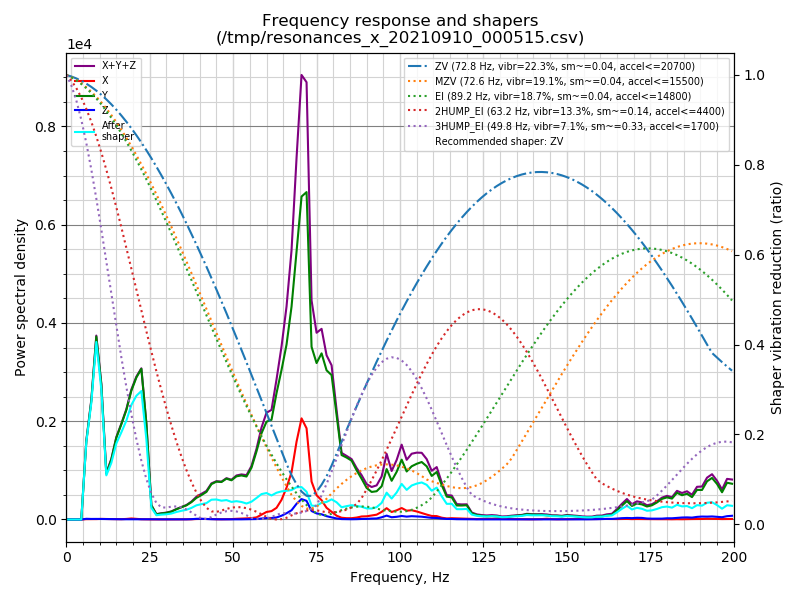 Frequency response and shapers
(/tmp/resonances_x_20210910_000515.csv)
1e4
X+Y+Z
X
Y
Z
After
shaper
ZV (72.8 Hz, vibr=22.3%, sm~=0.04, accel<=20700)
MZV (72.6 Hz, vibr=19.1%, sm~=0.04, accel<=15500)
EI (89.2 Hz, vibr=18.7%, sm~=0.04, accel<=14800)
2HUMP_EI (63.2 Hz, vibr=13.3%, sm~=0.14, accel<=4400)
3HUMP_EI (49.8 Hz, vibr=7.1%, sm~=0.33, accel<=1700)
Recommended shaper: ZV
Power spectral density
0.8
0.6
0.4
0.2
0.0
1.0
0.8
0.6
0.4
0.2
0.0
Shaper vibration reduction (ratio)
0 25 50 75 100 125 150 175 200
Frequency, Hz